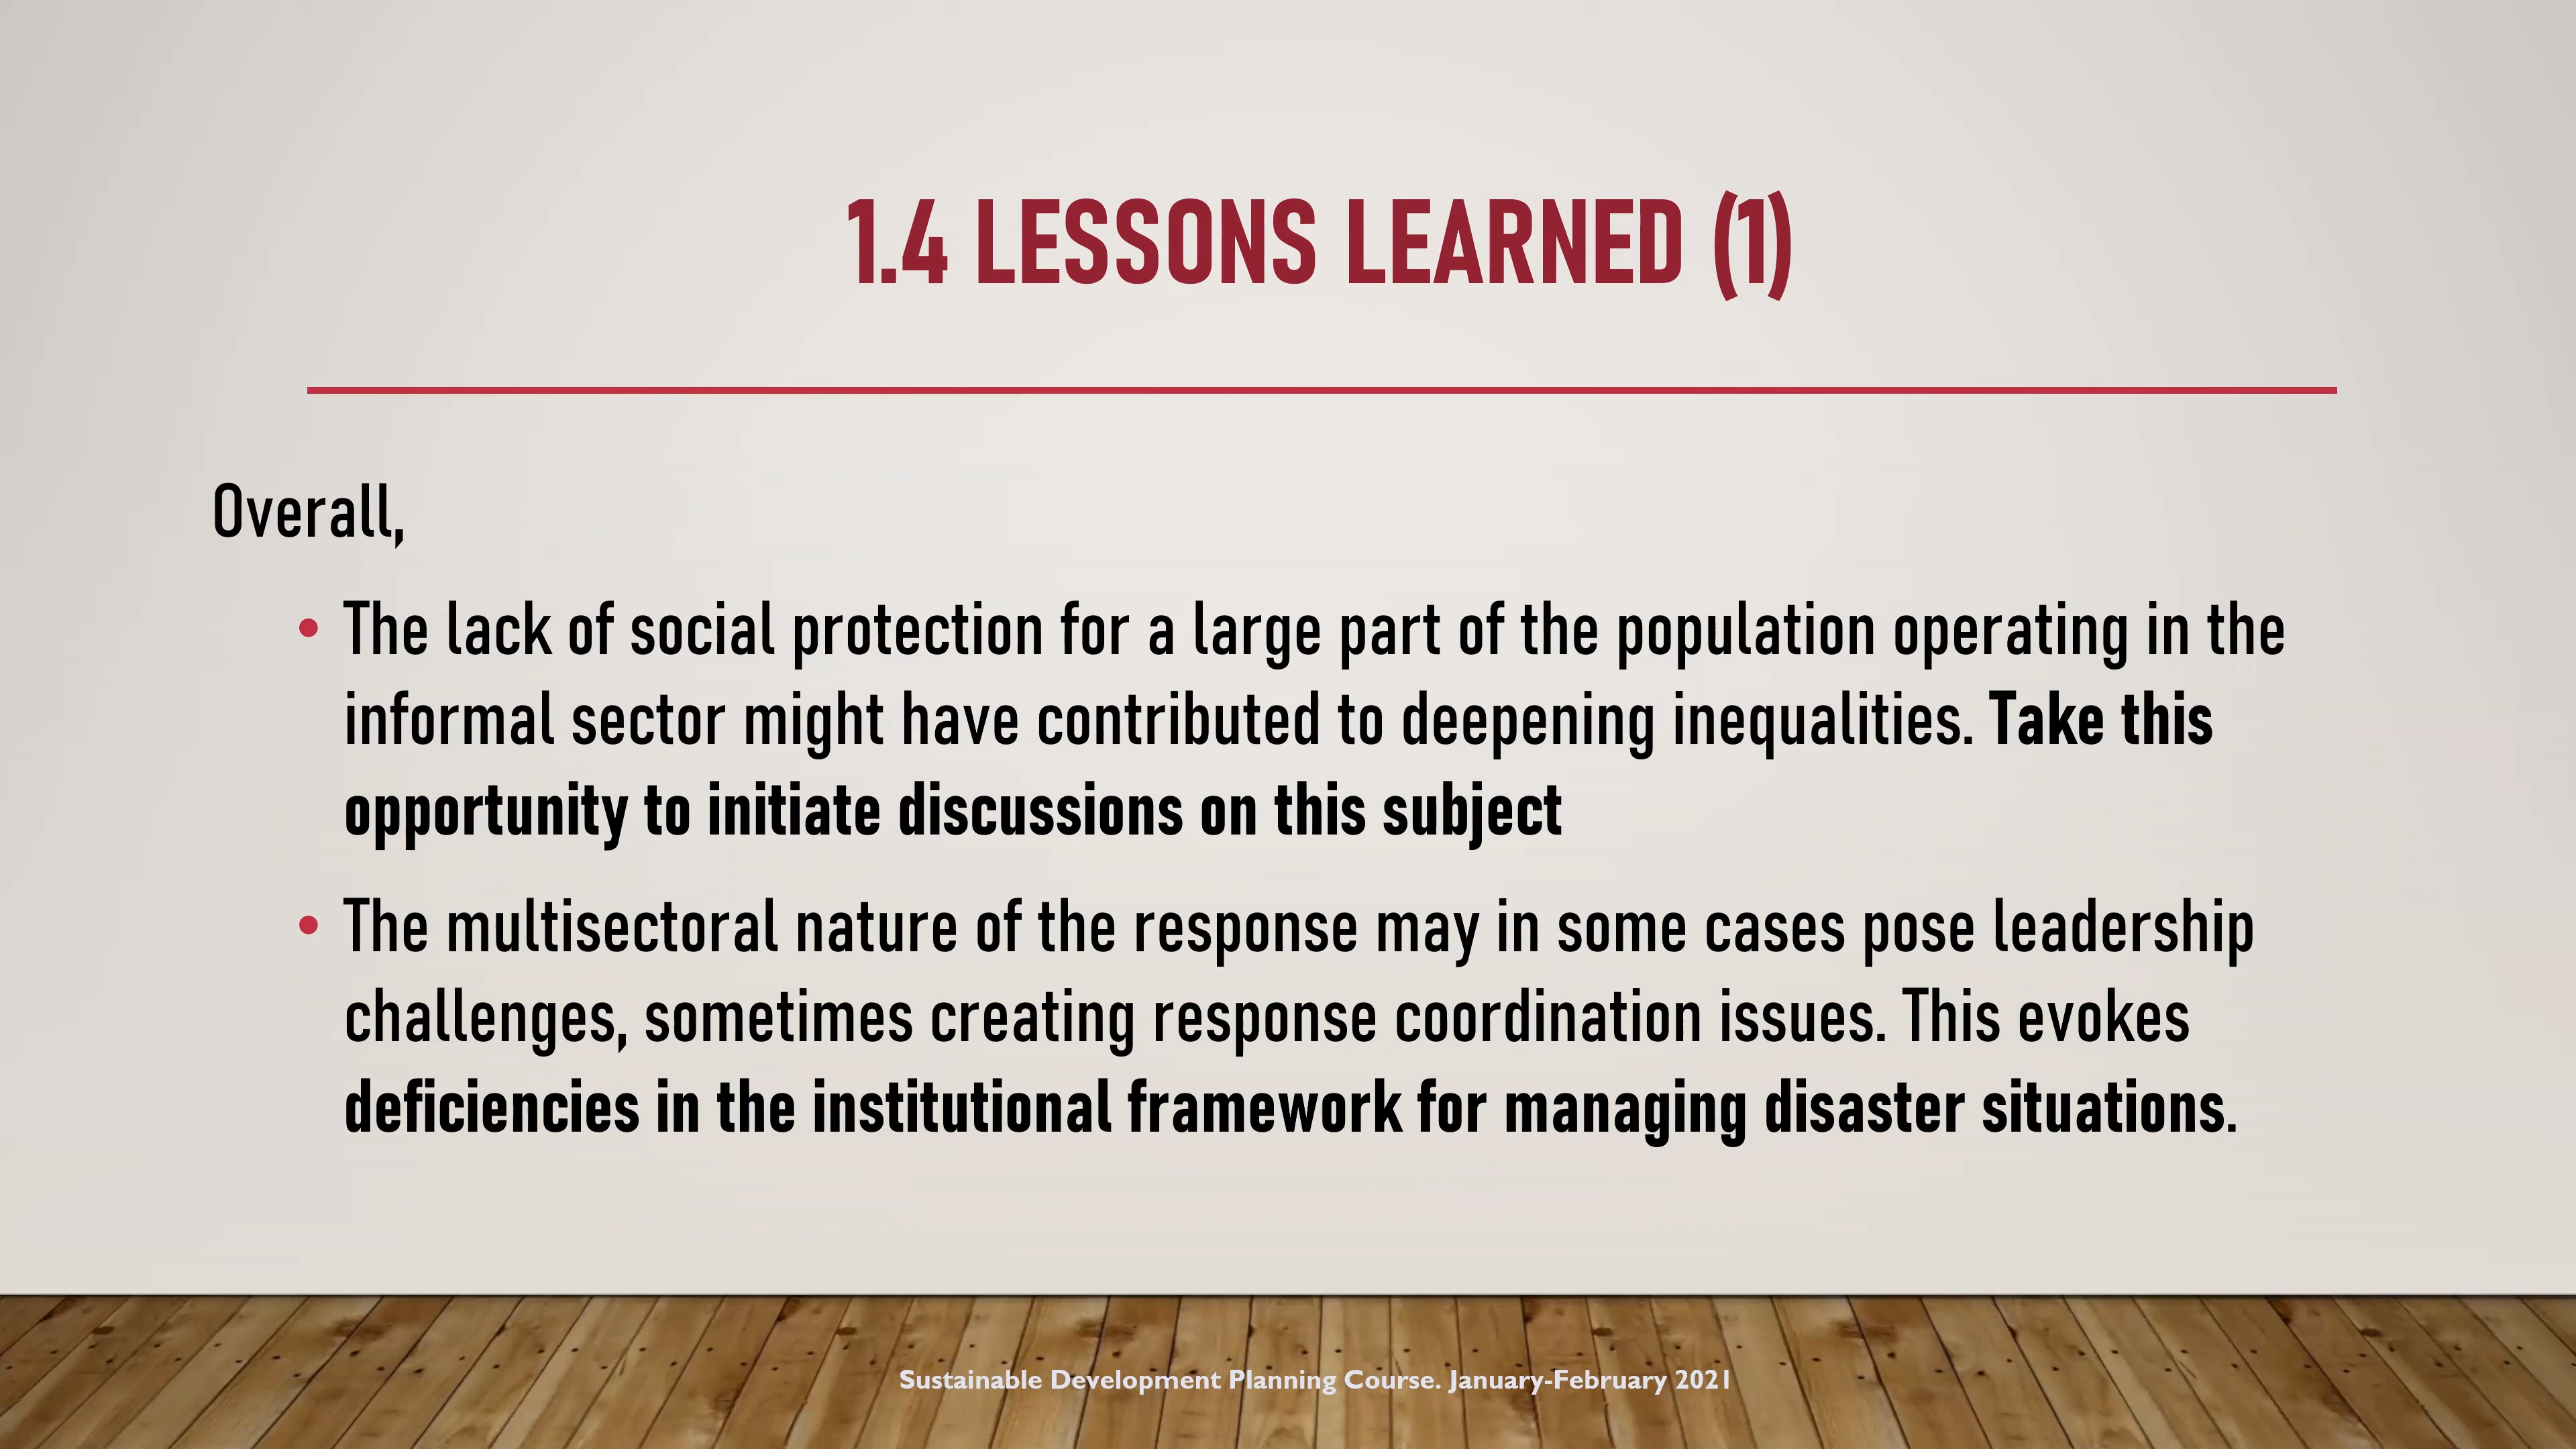 1.4 LESSONS LEARNED (1)
Overall,
• The lack of social protection for a large part of the population operating in the
informal sector might have contributed to deepening inequalities. Take this
opportunity to initiate discussions on this subject
• The multisectoral nature of the response may in some cases pose leadership
challenges, sometimes creating response coordination issues. This evokes
deficiencies in the institutional framework for managing disaster situations.
Sustainable Development Planning Course. January-February 2021